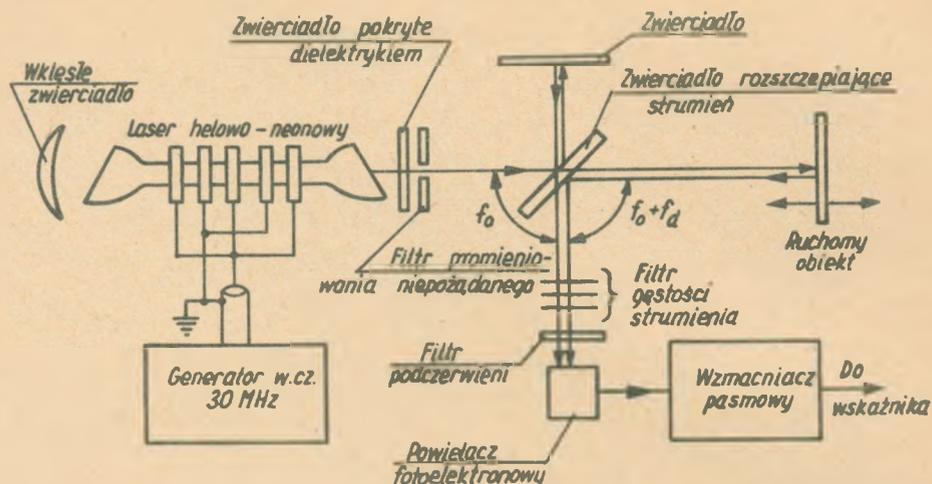 Zwierciadło pokryte
dielektrykiem
Zwierciadło
Wklęsłe
zwierciadło
Zwierciadło rozszczepiające
strumień
Laser helowo-neonowy
f₀
f₀+f_d
Ruchomy
obiekt
Filtr promienio-
wania niepożądanego
Filtr
gęstości
strumienia
Filtr
podczerwieni
Generator w.cz.
30 MHz
Wzmacniacz
pasmowy
Do
wskaźnika
Powielacz
fotoelektronowy